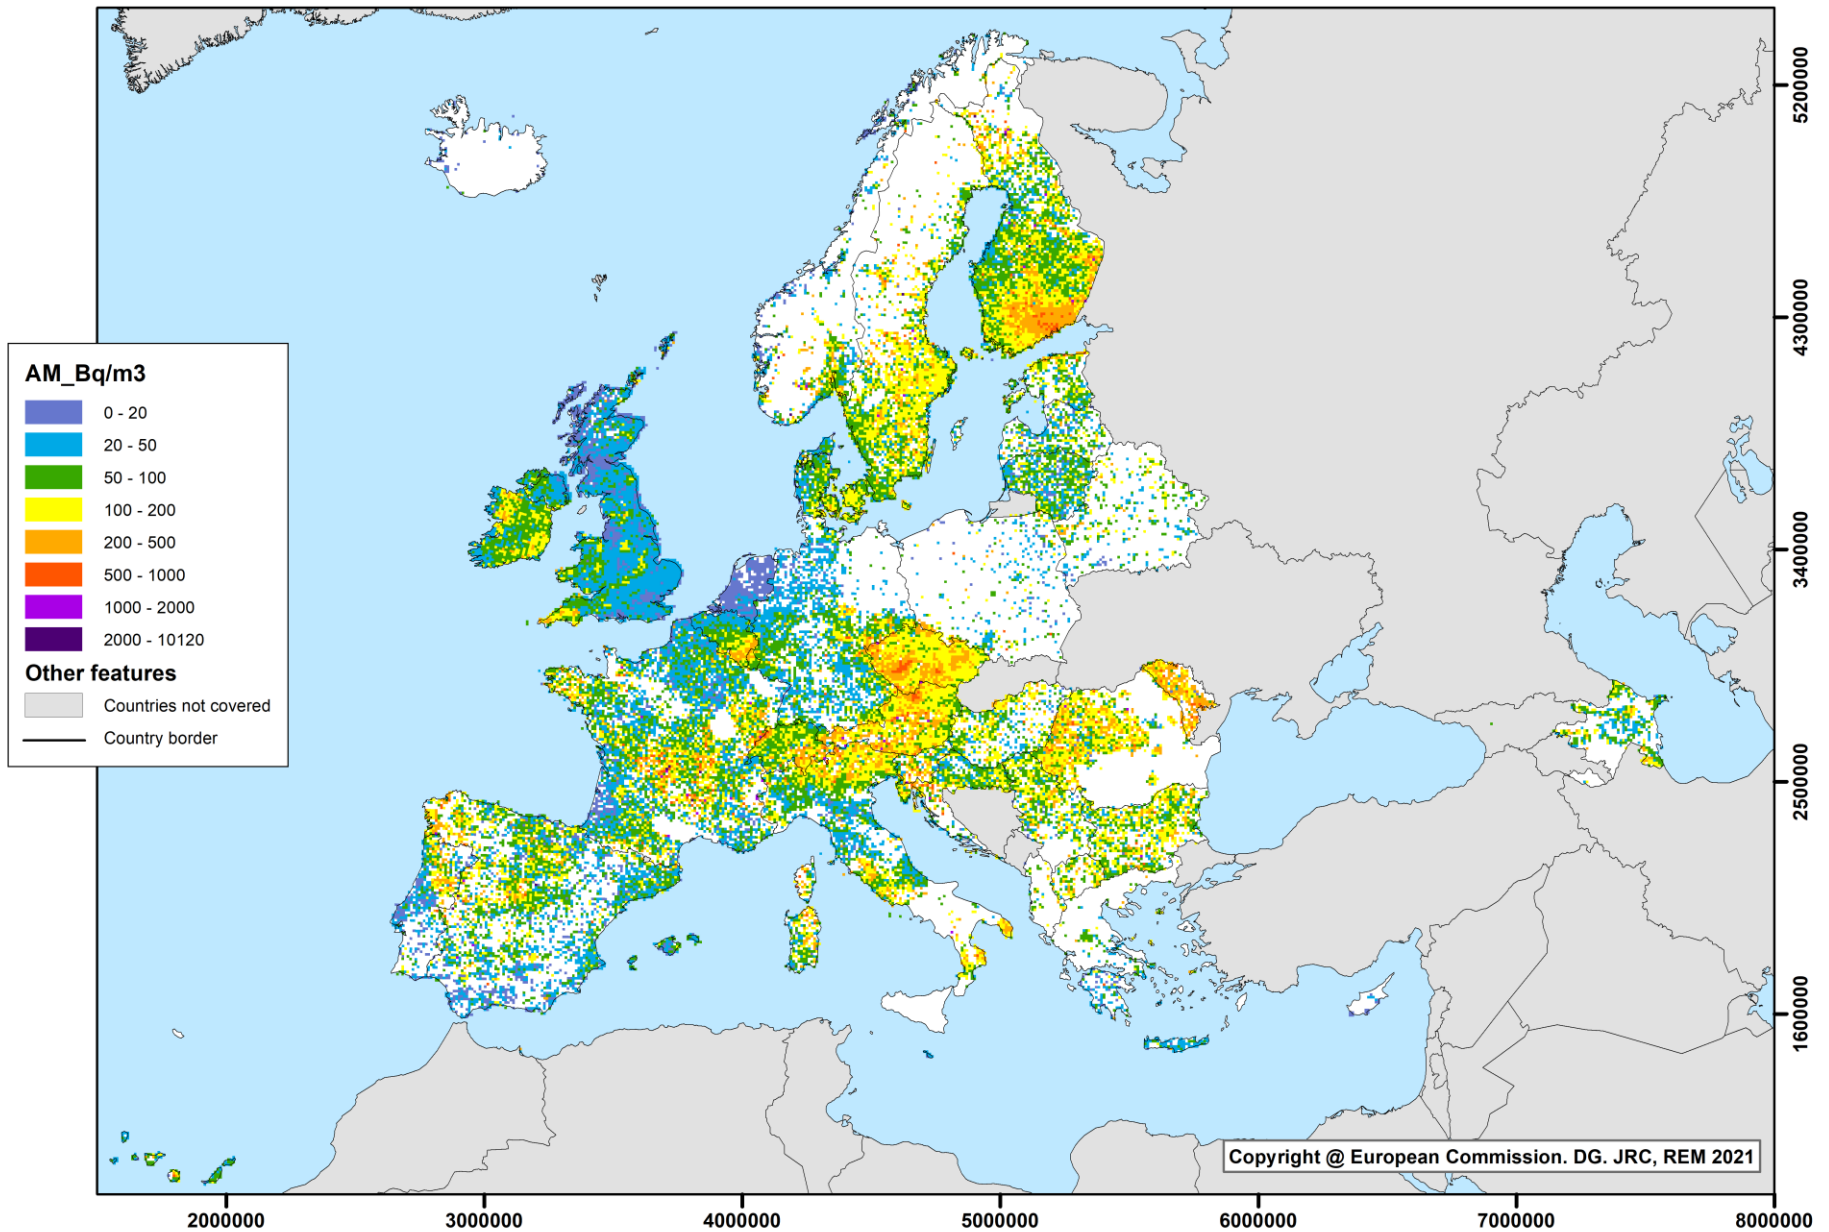 AM_Bq/m3
0 - 20
20 - 50
50 - 100
100 - 200
200 - 500
500 - 1000
1000 - 2000
2000 - 10120
Other features
Countries not covered
Country border
5200000
4300000
3400000
2500000
1600000
Copyright @ European Commission. DG. JRC, REM 2021
2000000 3000000 4000000 5000000 6000000 7000000 8000000